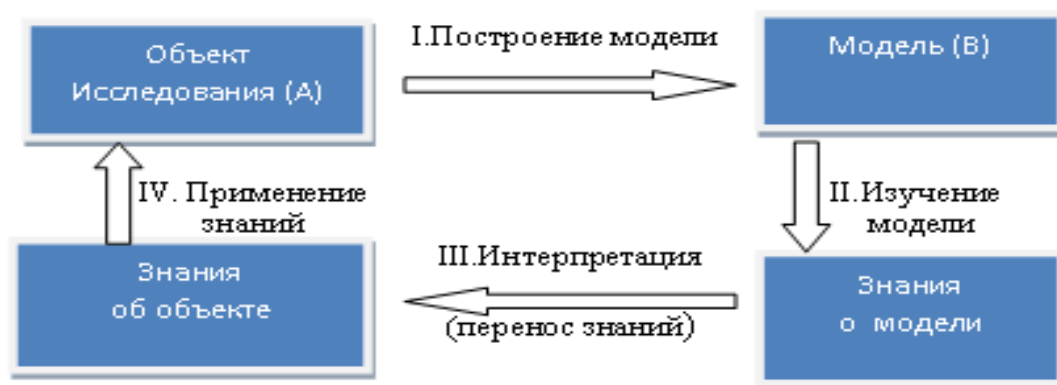 Объект
Исследования (А)
I.Построение модели
Модель (В)
IV. Применение
знаний
II.Изучение
модели
Знания
об объекте
III.Интерпретация
(перенос знаний)
Знания
о модели